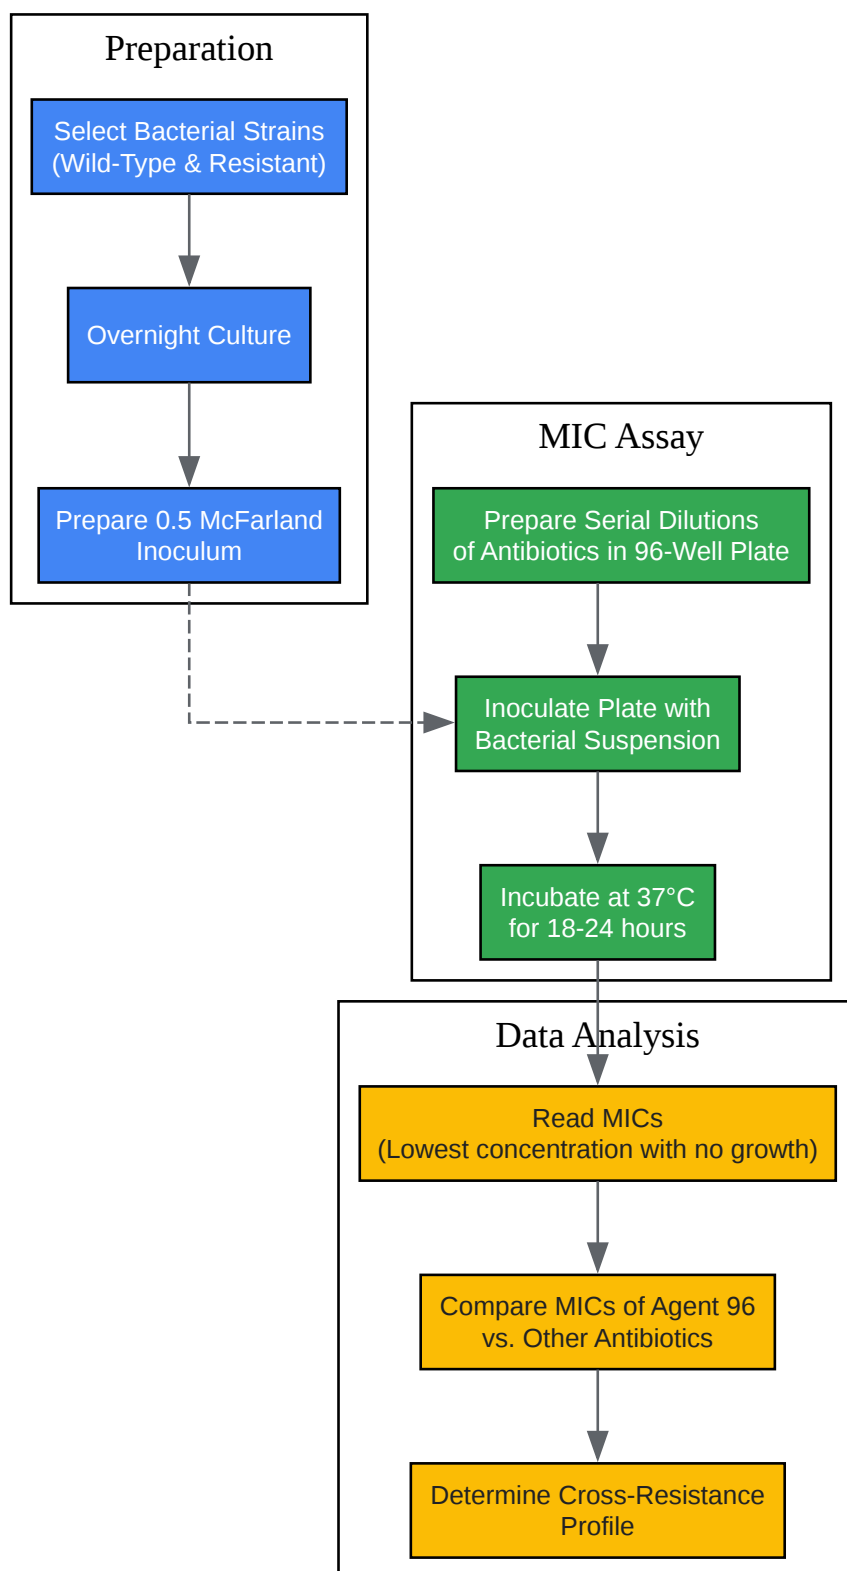 Preparation
Select Bacterial Strains
(Wild-Type & Resistant)
Overnight Culture
Prepare 0.5 McFarland
Inoculum
MIC Assay
Prepare Serial Dilutions
of Antibiotics in 96-Well Plate
Inoculate Plate with
Bacterial Suspension
Incubate at 37°C
for 18-24 hours
Data Analysis
Read MICs
(Lowest concentration with no growth)
Compare MICs of Agent 96
vs. Other Antibiotics
Determine Cross-Resistance
Profile